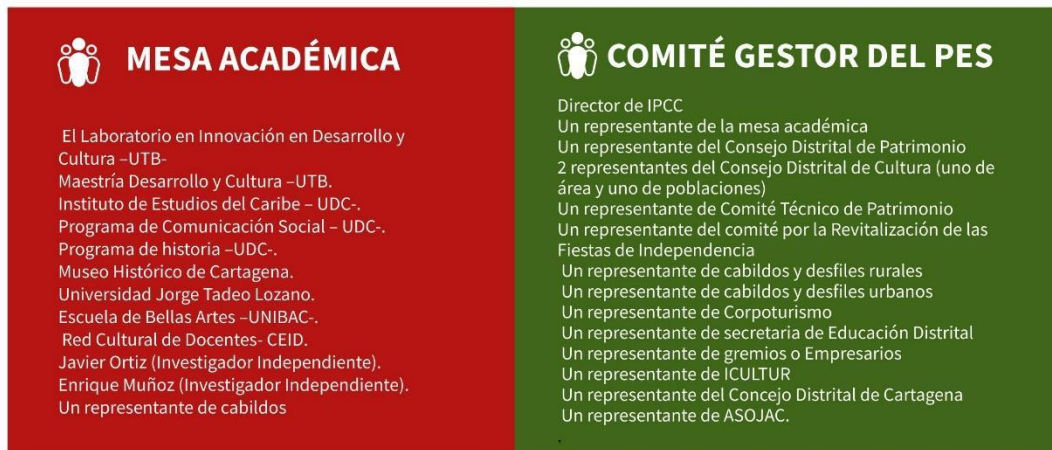 MESA ACADÉMICA
El Laboratorio en Innovación en Desarrollo y
Cultura –UTB-
Maestría Desarrollo y Cultura –UTB.
Instituto de Estudios del Caribe – UDC-.
Programa de Comunicación Social – UDC-.
Programa de historia –UDC-.
Museo Histórico de Cartagena.
Universidad Jorge Tadeo Lozano.
Escuela de Bellas Artes –UNIBAC-.
Red Cultural de Docentes- CEID.
Javier Ortiz (Investigador Independiente).
Enrique Muñoz (Investigador Independiente).
Un representante de cabildos
COMITÉ GESTOR DEL PES
Director de IPCC
Un representante de la mesa académica
Un representante del Consejo Distrital de Patrimonio
2 representantes del Consejo Distrital de Cultura (uno de
área y uno de poblaciones)
Un representante de Comité Técnico de Patrimonio
Un representante del comité por la Revitalización de las
Fiestas de Independencia
Un representante de cabildos y desfiles rurales
Un representante de cabildos y desfiles urbanos
Un representante de Corpoturismo
Un representante de secretaria de Educación Distrital
Un representante de gremios o Empresarios
Un representante de ICULTUR
Un representante del Concejo Distrital de Cartagena
Un representante de ASOJAC.
.